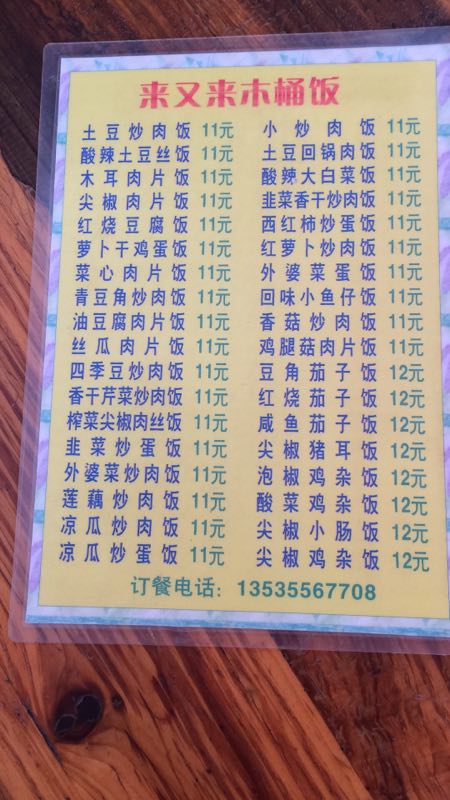 来又来木桶饭
土豆炒肉饭 11元
酸辣土豆丝饭 11元
木耳肉片饭 11元
尖椒肉片饭 11元
红烧豆腐饭 11元
萝卜干鸡蛋饭 11元
菜心肉片饭 11元
青豆角炒肉饭 11元
油豆腐肉片饭 11元
丝瓜肉片饭 11元
四季豆炒肉饭 11元
香干芹菜炒肉饭 11元
榨菜尖椒肉丝饭 11元
韭菜炒蛋饭 11元
外婆菜炒肉饭 11元
莲藕炒肉饭 11元
凉瓜炒肉饭 11元
凉瓜炒蛋饭 11元
小炒肉饭 11元
土豆回锅肉饭 11元
酸辣大白菜饭 11元
韭菜香干炒肉饭 11元
西红柿炒蛋饭 11元
红萝卜炒肉饭 11元
外婆菜蛋饭 11元
回味小鱼仔饭 11元
香菇炒肉饭 11元
鸡腿菇肉片饭 11元
豆角茄子饭 12元
红烧茄子饭 12元
咸鱼茄子饭 12元
尖椒猪耳饭 12元
泡椒鸡杂饭 12元
酸菜鸡杂饭 12元
尖椒小肠饭 12元
尖椒鸡杂饭 12元
订餐电话：13535567708